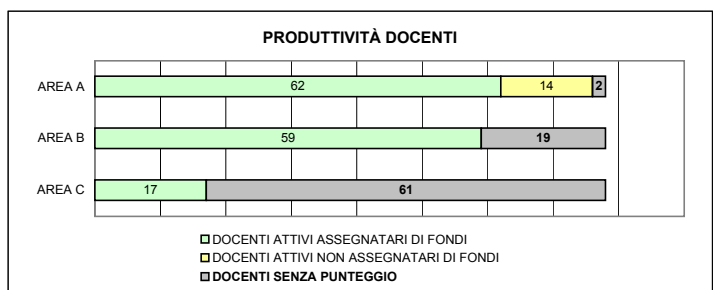 PRODUTTIVITÀ DOCENTI
AREA A 62 14 2
AREA B 59 19
AREA C 17 61
DOCENTI ATTIVI ASSEGNATARI DI FONDI
DOCENTI ATTIVI NON ASSEGNATARI DI FONDI
DOCENTI SENZA PUNTEGGIO